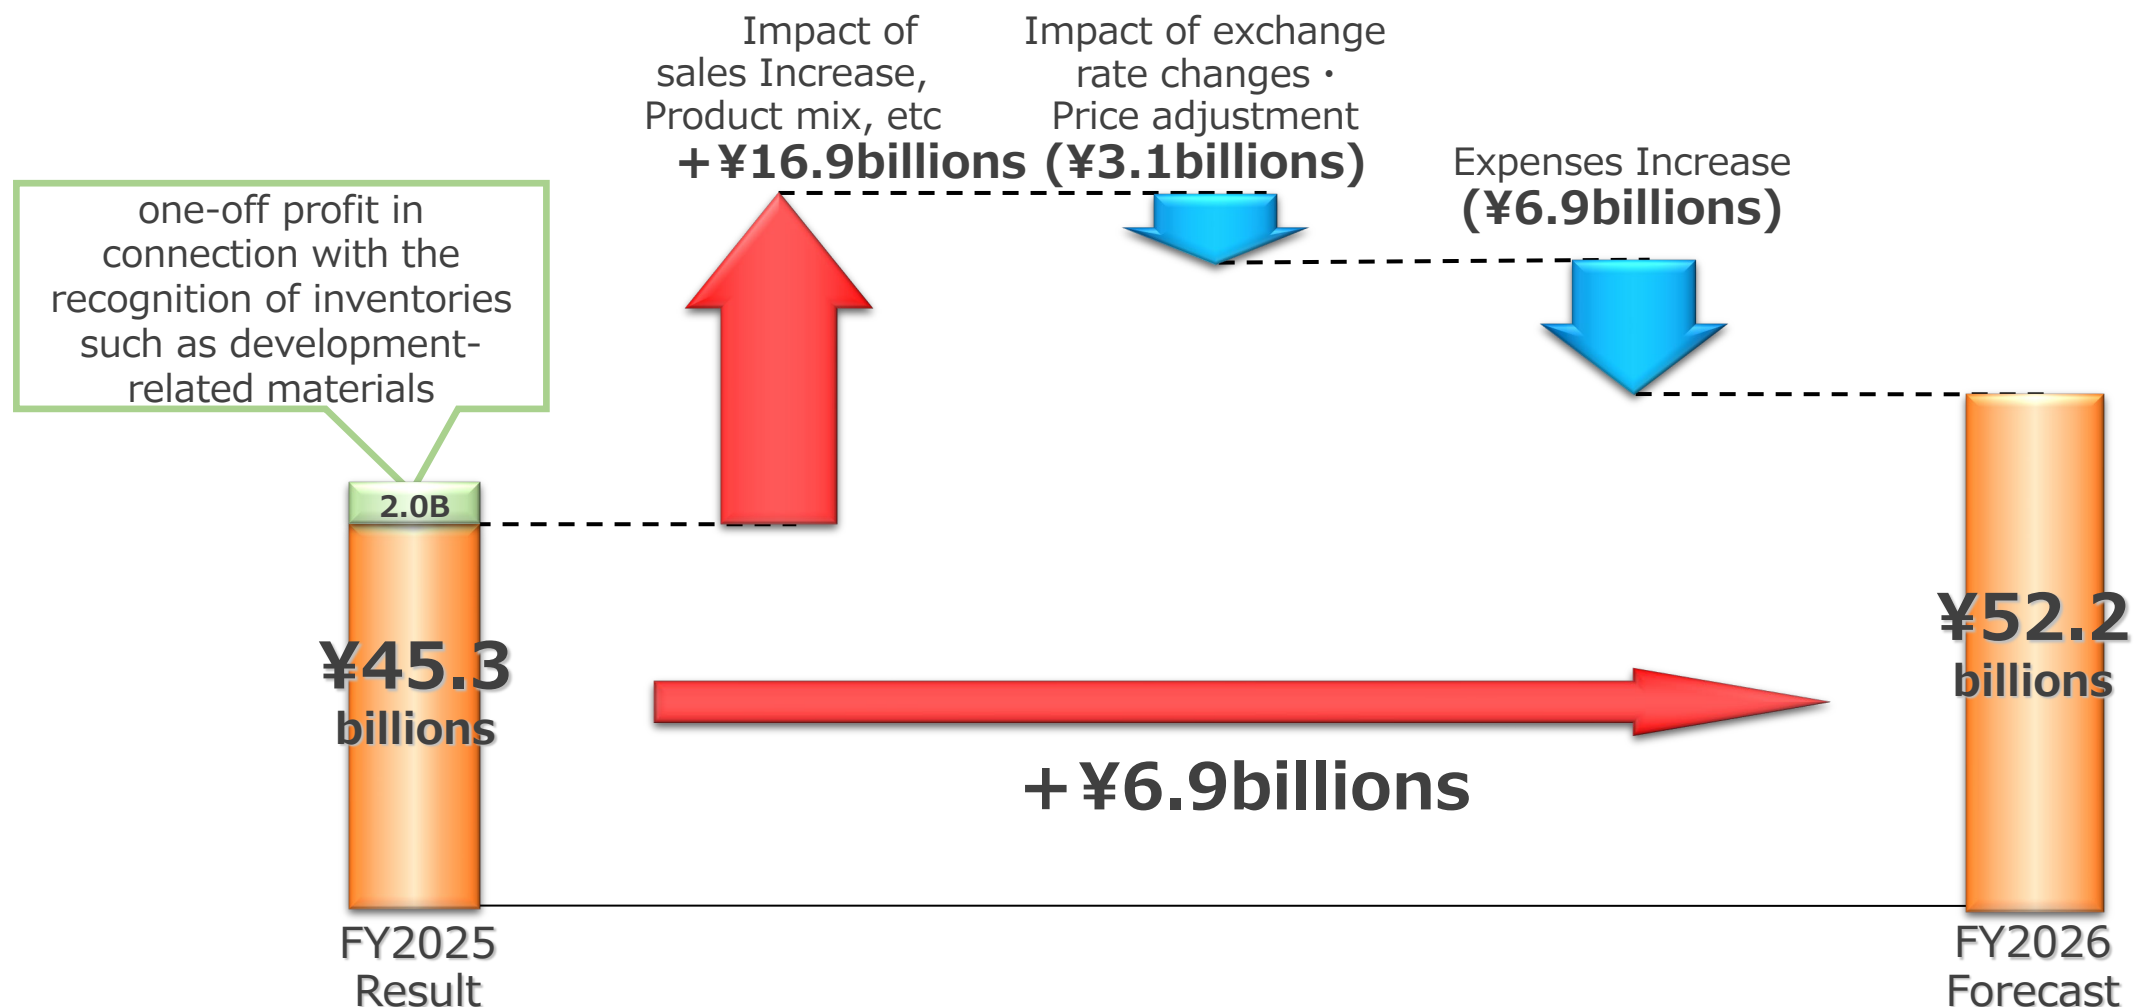 Impact of
sales Increase,
Product mix, etc
+¥16.9billions
Impact of exchange
rate changes・
Price adjustment
(¥3.1billions)
Expenses Increase
(¥6.9billions)
one-off profit in
connection with the
recognition of inventories
such as development-
related materials
2.0B
¥45.3
billions
¥52.2
billions
+¥6.9billions
FY2025
Result
FY2026
Forecast